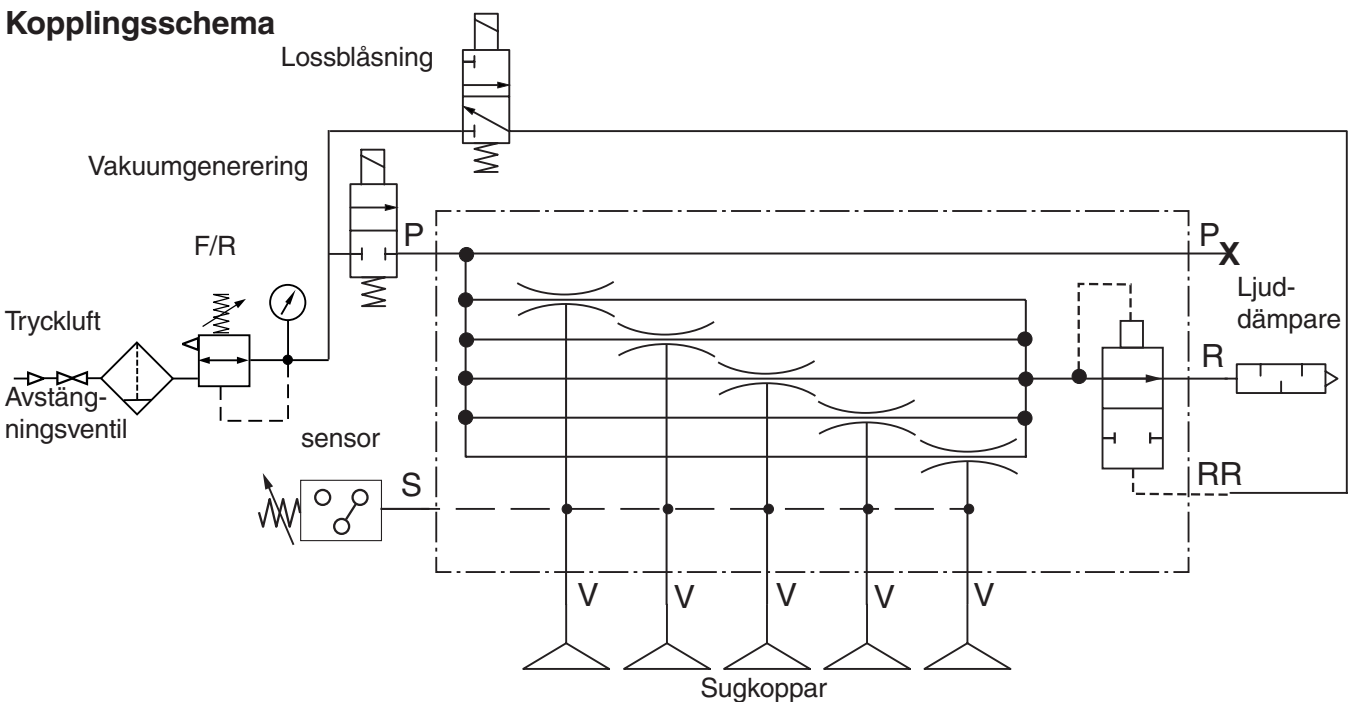 Kopplingsschema
Lossblåsning
Vakuumgenerering
P
P
X
F/R
Ljud-
dämpare
Tryckluft
R
Avstäng-
ningsventil
sensor
S
RR
V
V
V
V
V
Sugkoppar